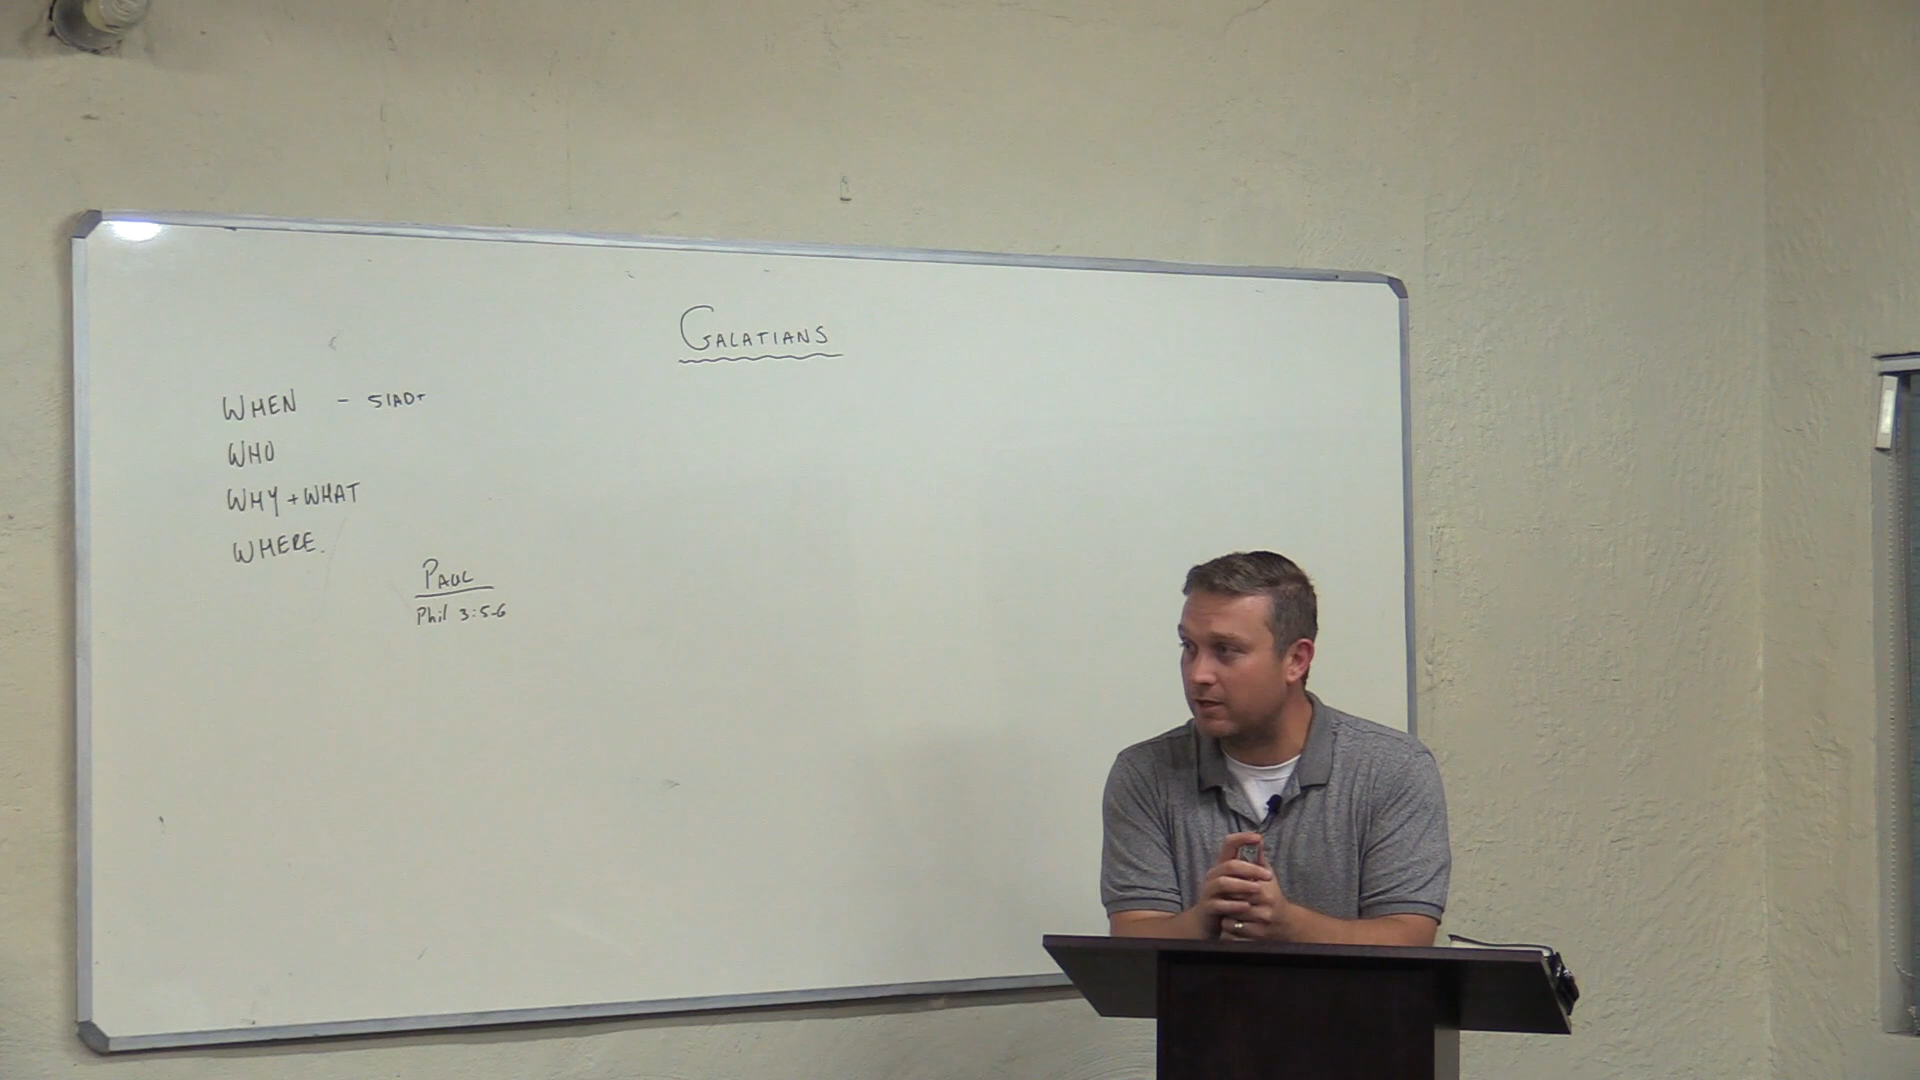 GALATIANS
WHEN - 51AD+
WHO
WHY + WHAT
WHERE.
PAUL
Phil 3:5-6